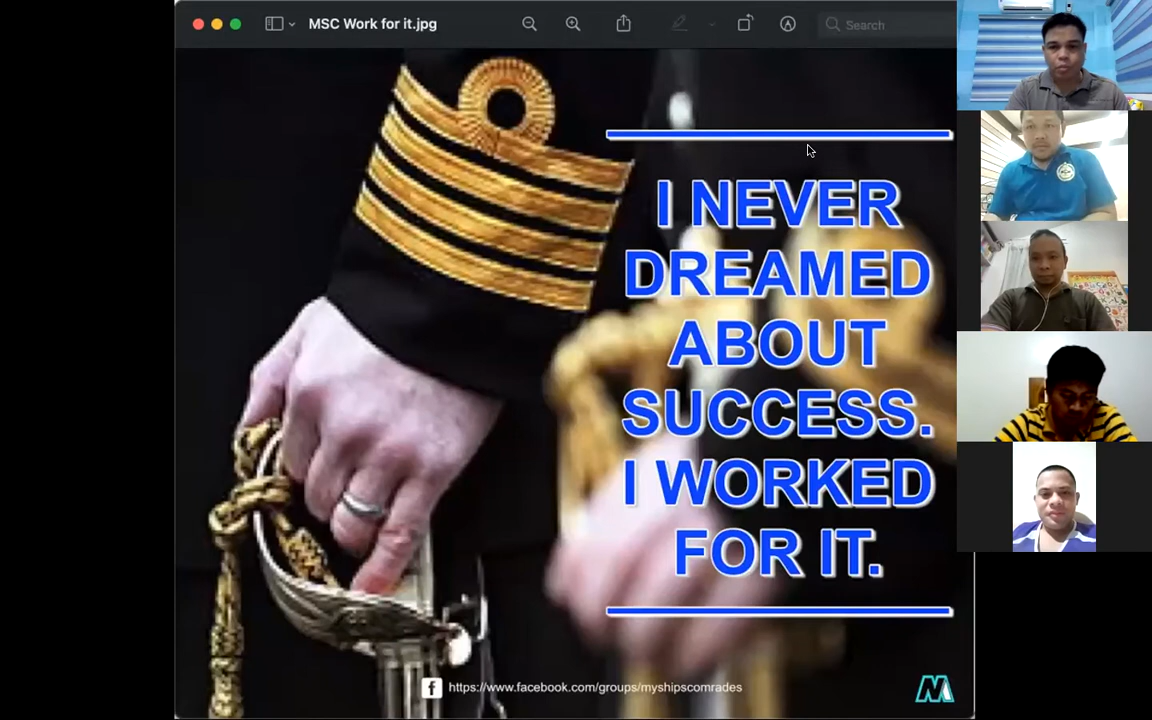 MSC Work for it.jpg
Search
I NEVER
DREAMED
ABOUT
SUCCESS.
I WORKED
FOR IT.
https://www.facebook.com/groups/myshipscomrades